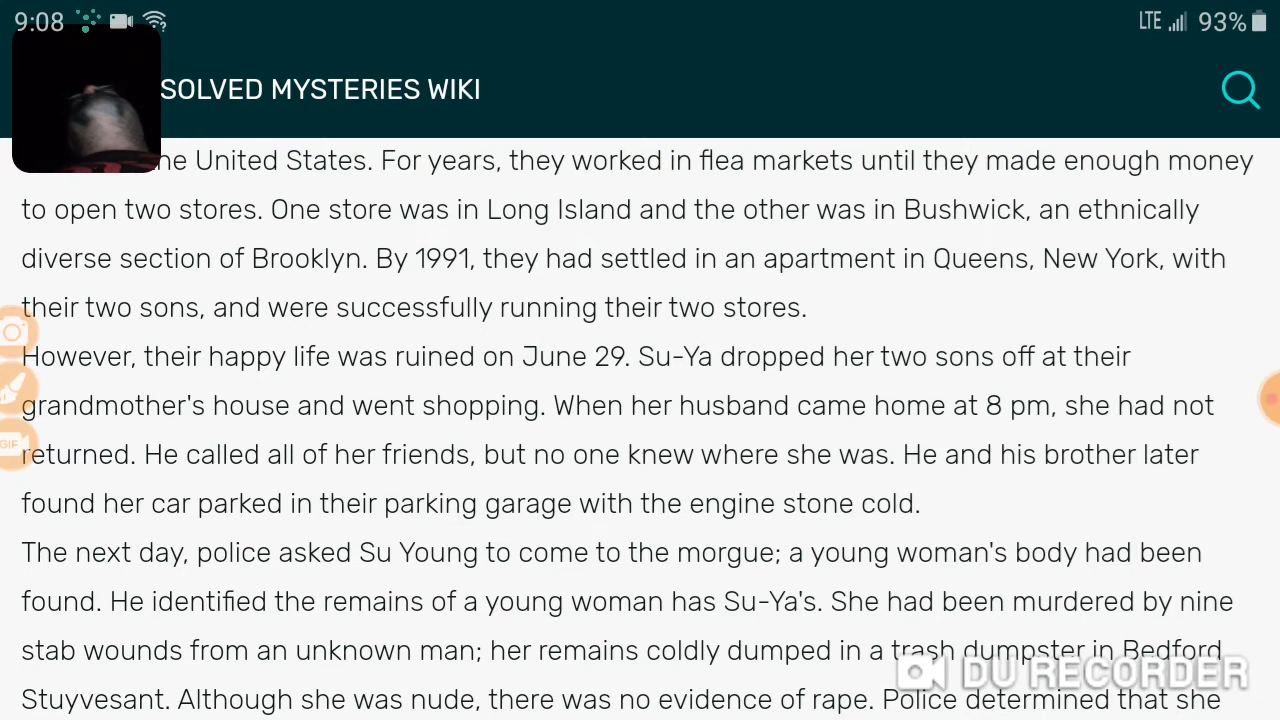 9:08
LTE 93%
SOLVED MYSTERIES WIKI
he United States. For years, they worked in flea markets until they made enough money
to open two stores. One store was in Long Island and the other was in Bushwick, an ethnically
diverse section of Brooklyn. By 1991, they had settled in an apartment in Queens, New York, with
their two sons, and were successfully running their two stores.
However, their happy life was ruined on June 29. Su-Ya dropped her two sons off at their
grandmother's house and went shopping. When her husband came home at 8 pm, she had not
GIF
returned. He called all of her friends, but no one knew where she was. He and his brother later
found her car parked in their parking garage with the engine stone cold.
The next day, police asked Su Young to come to the morgue; a young woman's body had been
found. He identified the remains of a young woman has Su-Ya's. She had been murdered by nine
stab wounds from an unknown man; her remains coldly dumped in a trash dumpster in Bedford
DU RECORDER
Stuyvesant. Although she was nude, there was no evidence of rape. Police determined that she